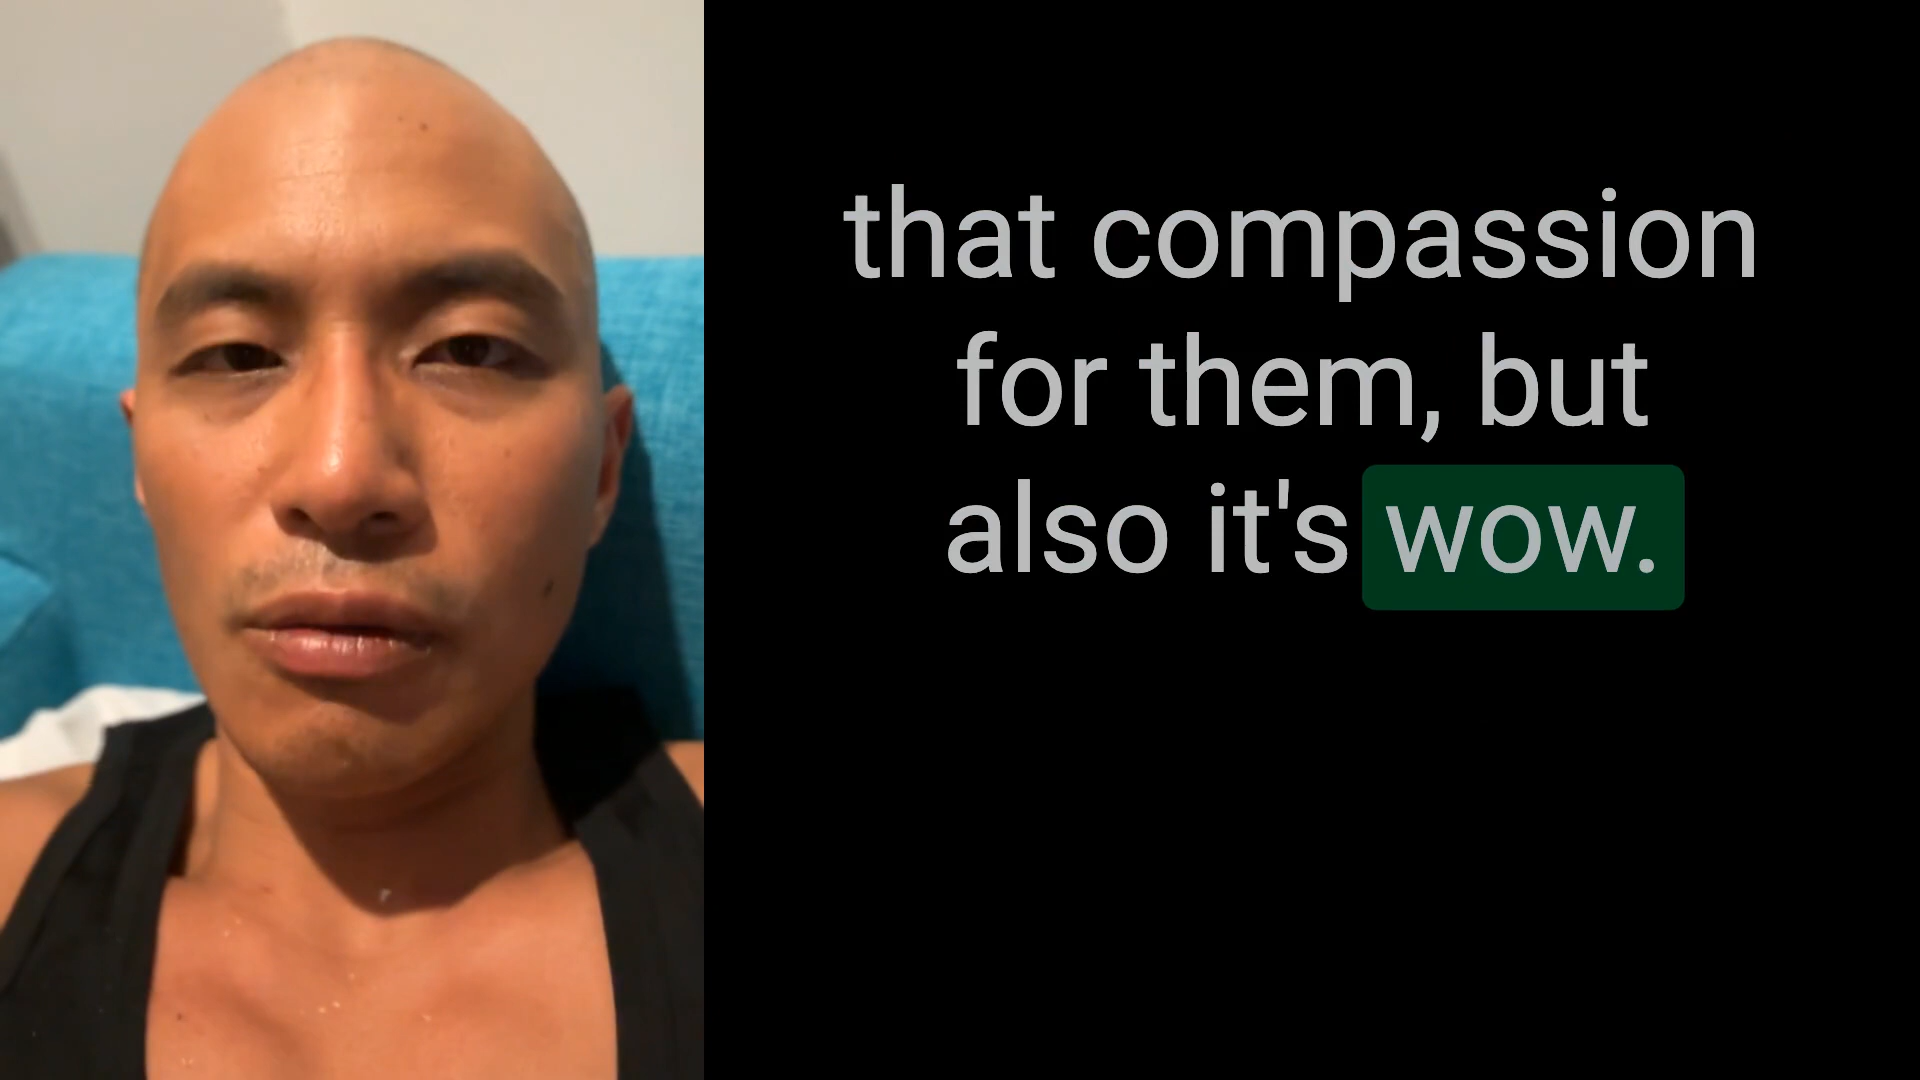 that compassion
for them, but
also it's wow.